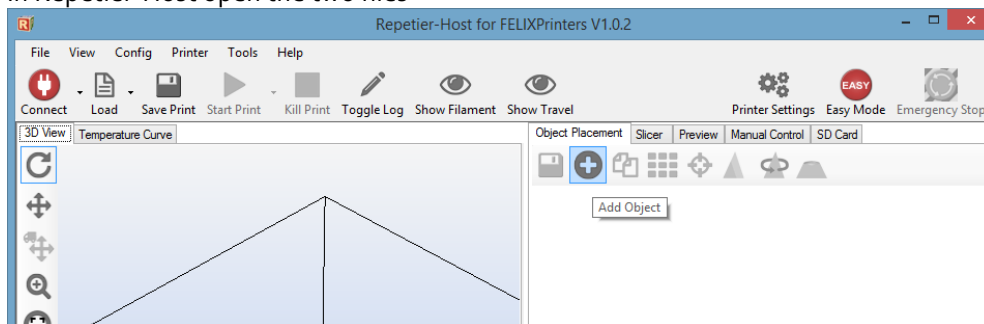 In Repetier-Host open the two files
Repetier-Host for FELIXPrinters V1.0.2
File View Config Printer Tools Help
EASY
Connect Load Save Print Start Print Kill Print Toggle Log Show Filament Show Travel Printer Settings Easy Mode Emergency Stop
3D View Temperature Curve Object Placement Slicer Preview Manual Control SD Card
Add Object